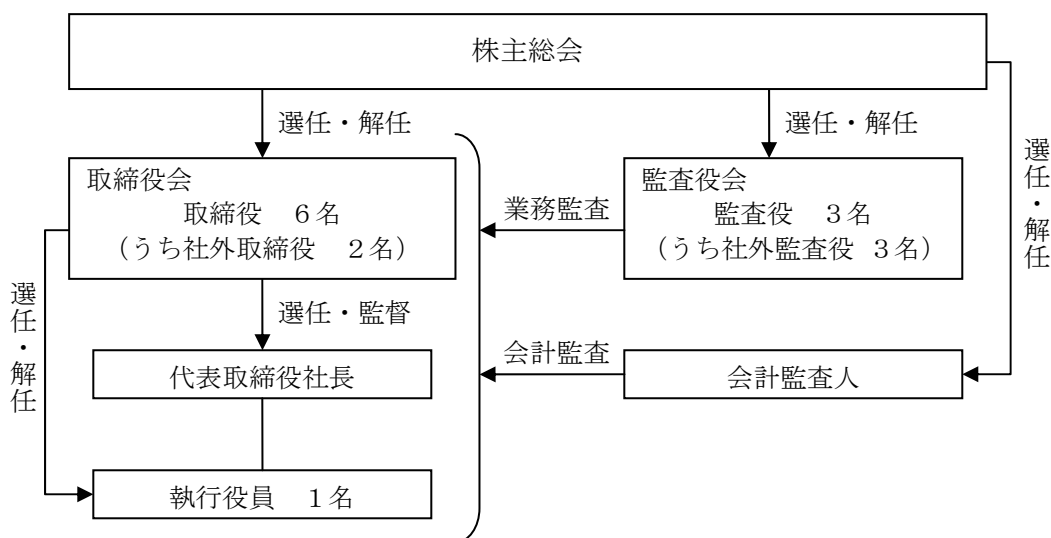 株主総会
選任・解任
選任・解任
選任・解任
取締役会
取締役 6名
(うち社外取締役 2名)
業務監査
監査役会
監査役 3名
(うち社外監査役 3名)
選任・解任
選任・監督
代表取締役社長
会計監査
会計監査人
執行役員 1名